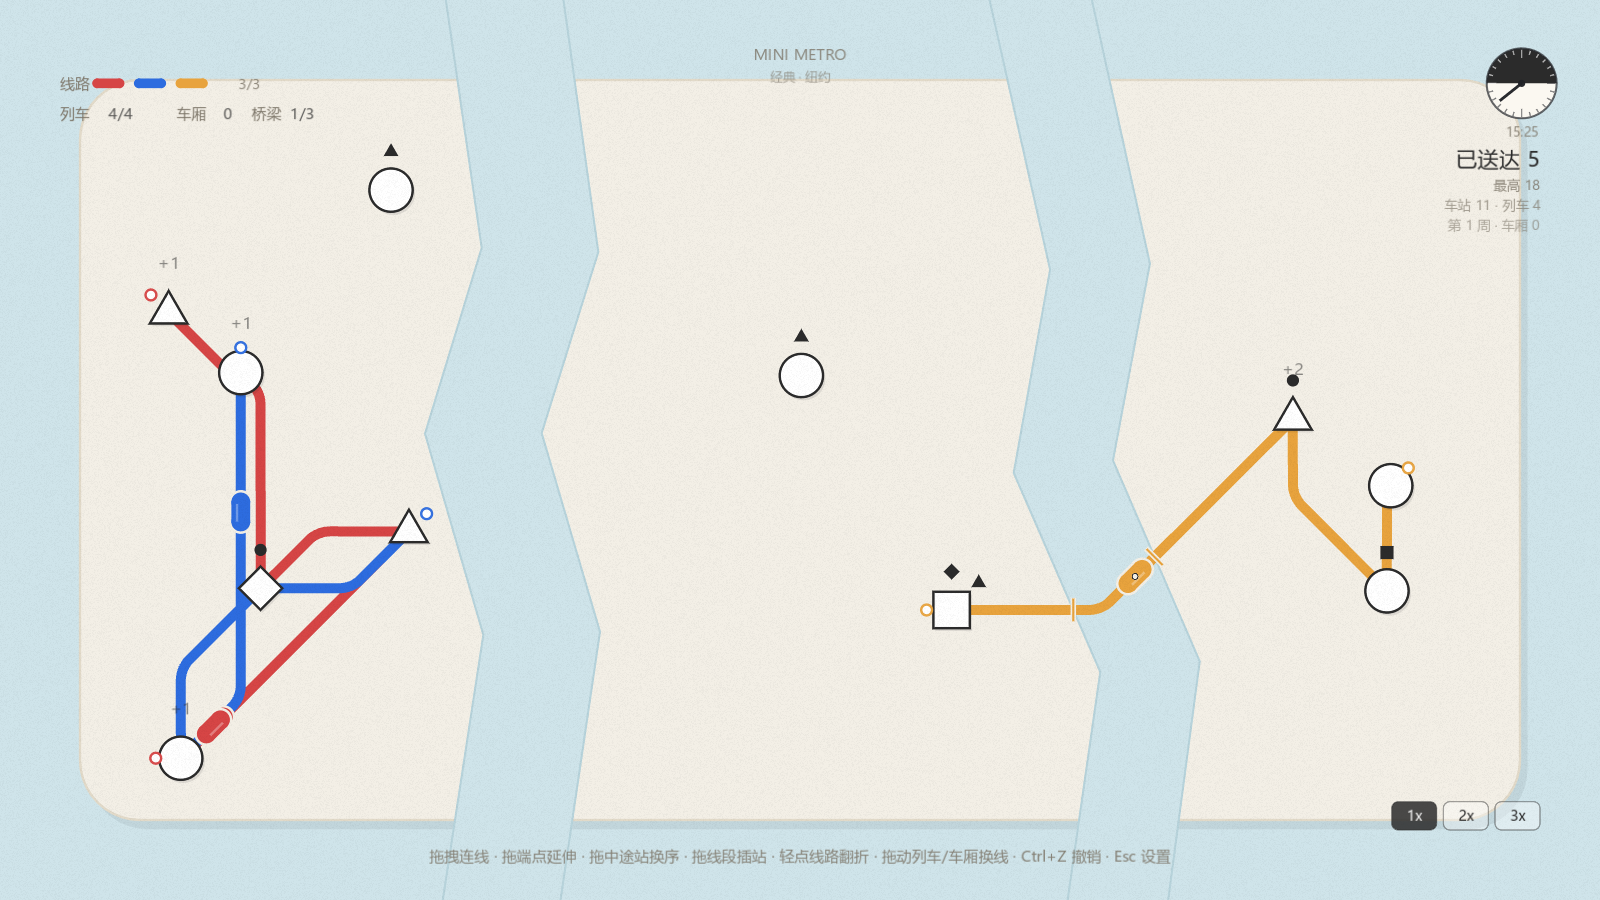 MINI METRO
经典 · 纽约
线路 3/3
列车 4/4 车厢 0 桥梁 1/3
15:25
已送达 5
最高 18
车站 11 · 列车 4
第 1 周 · 车厢 0
+1
+1
+2
+1
1x 2x 3x
拖拽连线 · 拖端点延伸 · 拖中途站换序 · 拖线段插站 · 轻点线路翻折 · 拖动列车/车厢换线 · Ctrl+Z 撤销 · Esc 设置